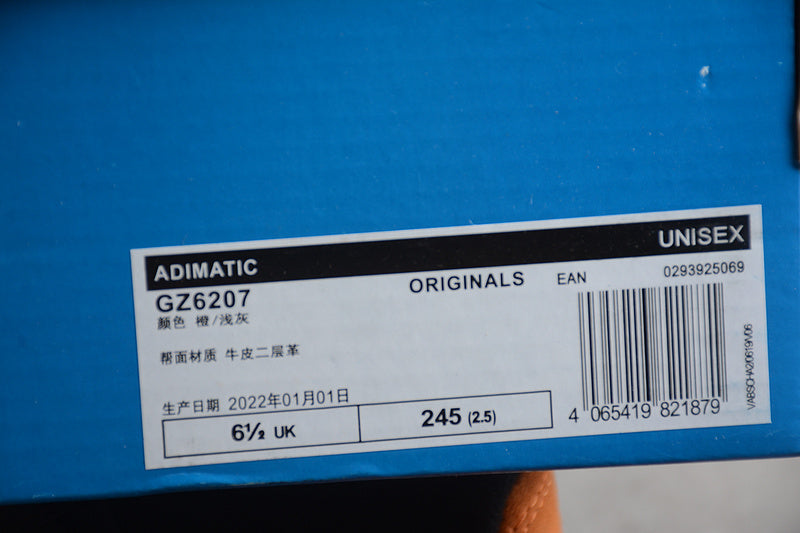 ADIMATIC UNISEX
GZ6207 ORIGINALS EAN 0293925069
颜色 橙/浅灰
帮面材质 牛皮二层革
生产日期 2022年01月01日
6½ UK 245 (2.5)
4 065419 821879